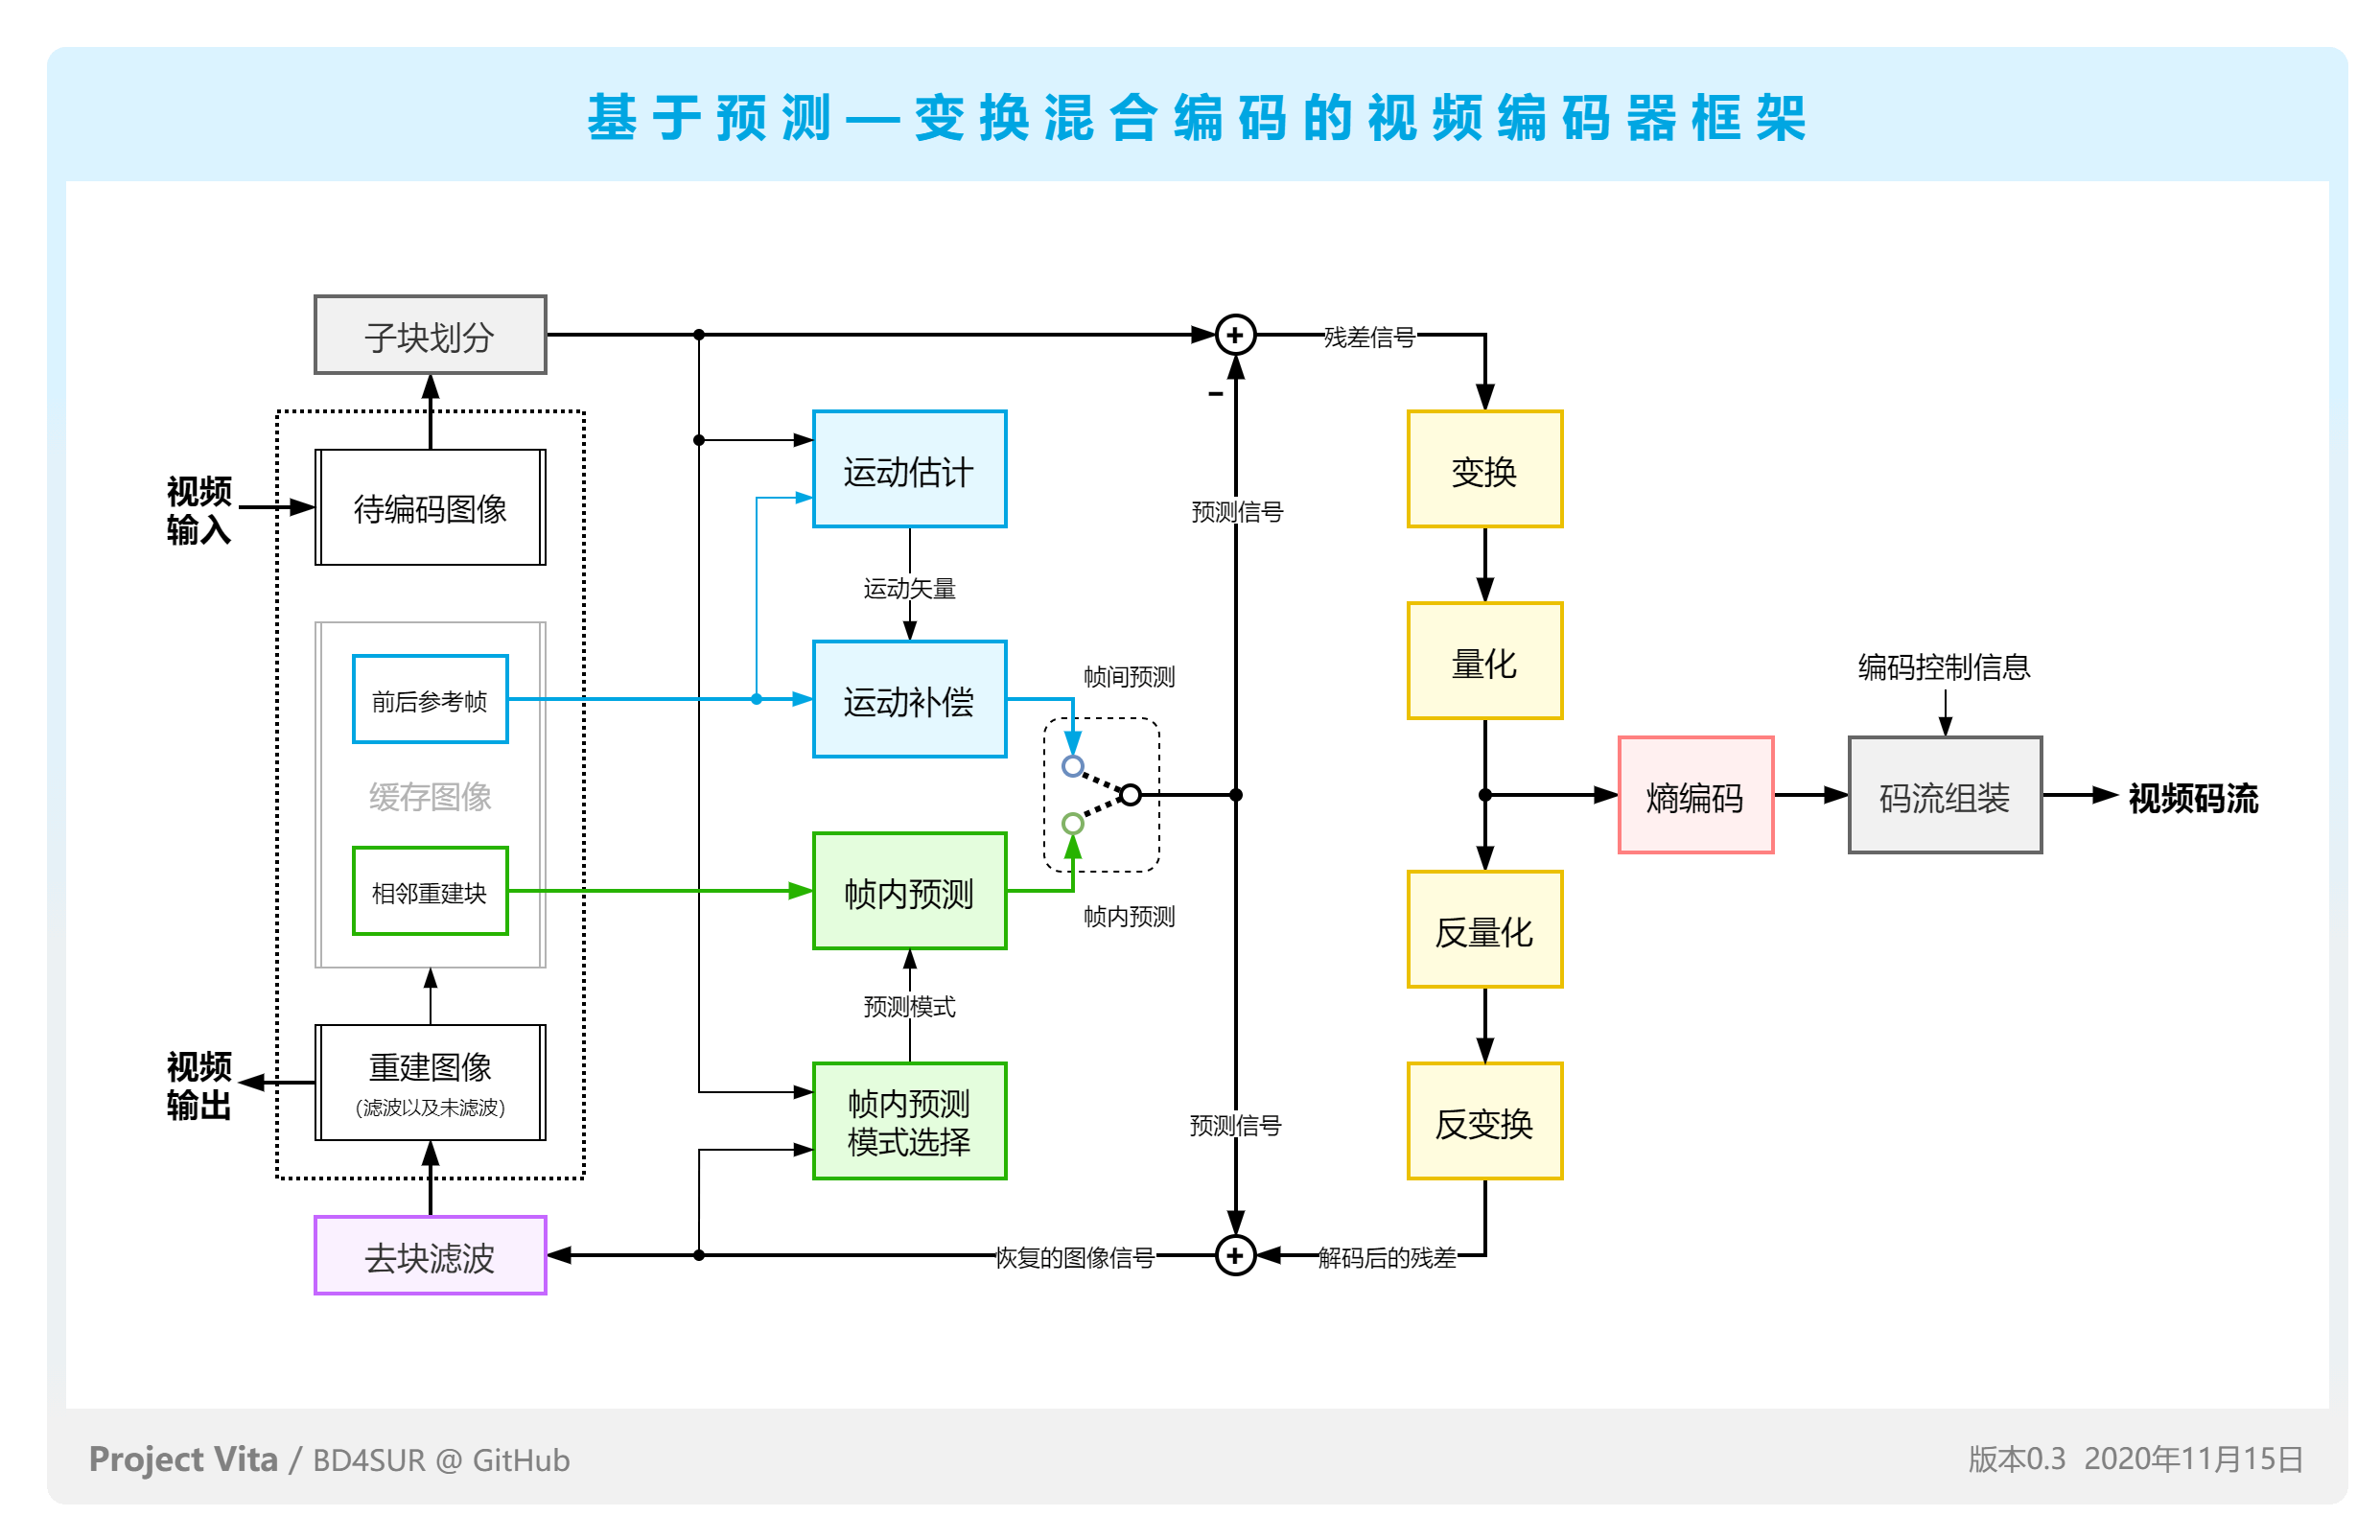 基于预测—变换混合编码的视频编码器框架
子块划分
+
残差信号
-
视频
输入
待编码图像
运动估计
变换
预测信号
运动矢量
前后参考帧
运动补偿
帧间预测
量化
编码控制信息
缓存图像
熵编码
码流组装
视频码流
相邻重建块
帧内预测
帧内预测
反量化
预测模式
视频
输出
重建图像
(滤波以及未滤波)
帧内预测
模式选择
预测信号
反变换
去块滤波
恢复的图像信号
+
解码后的残差
Project Vita / BD4SUR @ GitHub
版本0.3 2020年11月15日